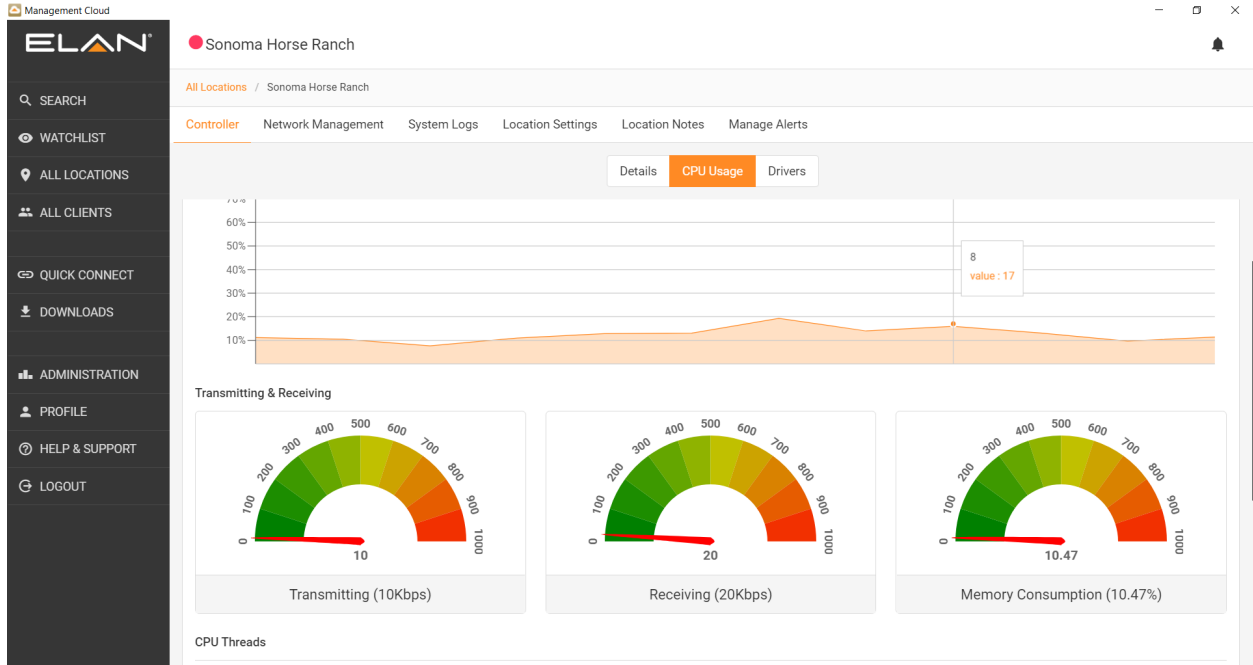 Management Cloud
ELAN
SEARCH
WATCHLIST
ALL LOCATIONS
ALL CLIENTS
QUICK CONNECT
DOWNLOADS
ADMINISTRATION
PROFILE
HELP & SUPPORT
LOGOUT
Sonoma Horse Ranch
All Locations / Sonoma Horse Ranch
Controller Network Management System Logs Location Settings Location Notes Manage Alerts
Details CPU Usage Drivers
70%
60%
50%
40%
30%
20%
10%
8
value : 17
Transmitting & Receiving
0 100 200 300 400 500 600 700 800 900 1000
10
Transmitting (10Kbps)
0 100 200 300 400 500 600 700 800 900 1000
20
Receiving (20Kbps)
0 100 200 300 400 500 600 700 800 900 1000
10.47
Memory Consumption (10.47%)
CPU Threads